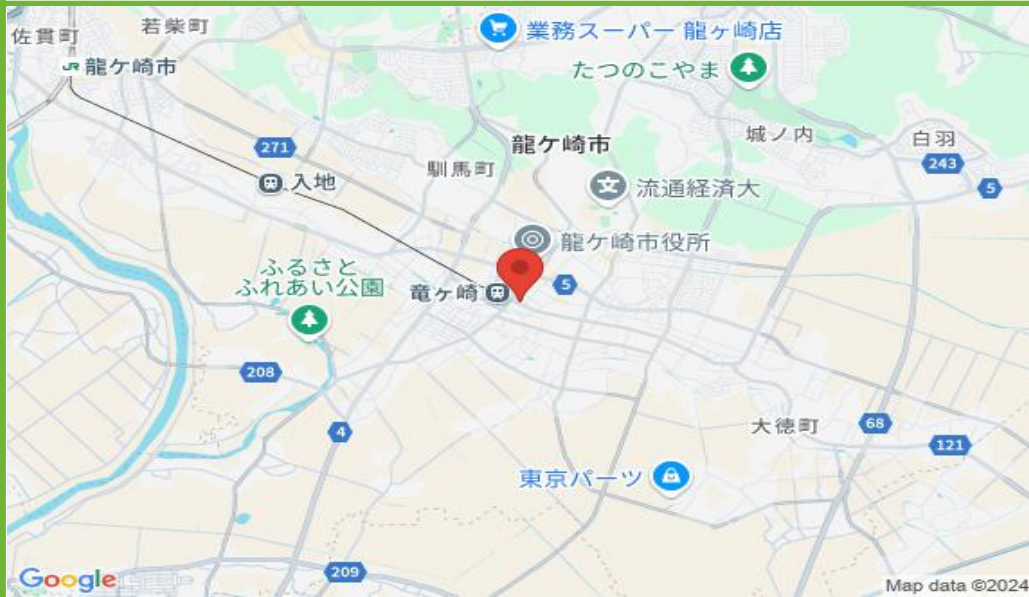 若柴町
業務スーパー 龍ヶ崎店
佐貫町
JR 龍ケ崎市
たつのこやま
龍ケ崎市
城ノ内
白羽
271
243
馴馬町
入地
流通経済大
5
龍ケ崎市役所
ふるさと
ふれあい公園
竜ヶ崎
5
208
4
大徳町
68
121
東京パーツ
209
Google
Map data ©2024